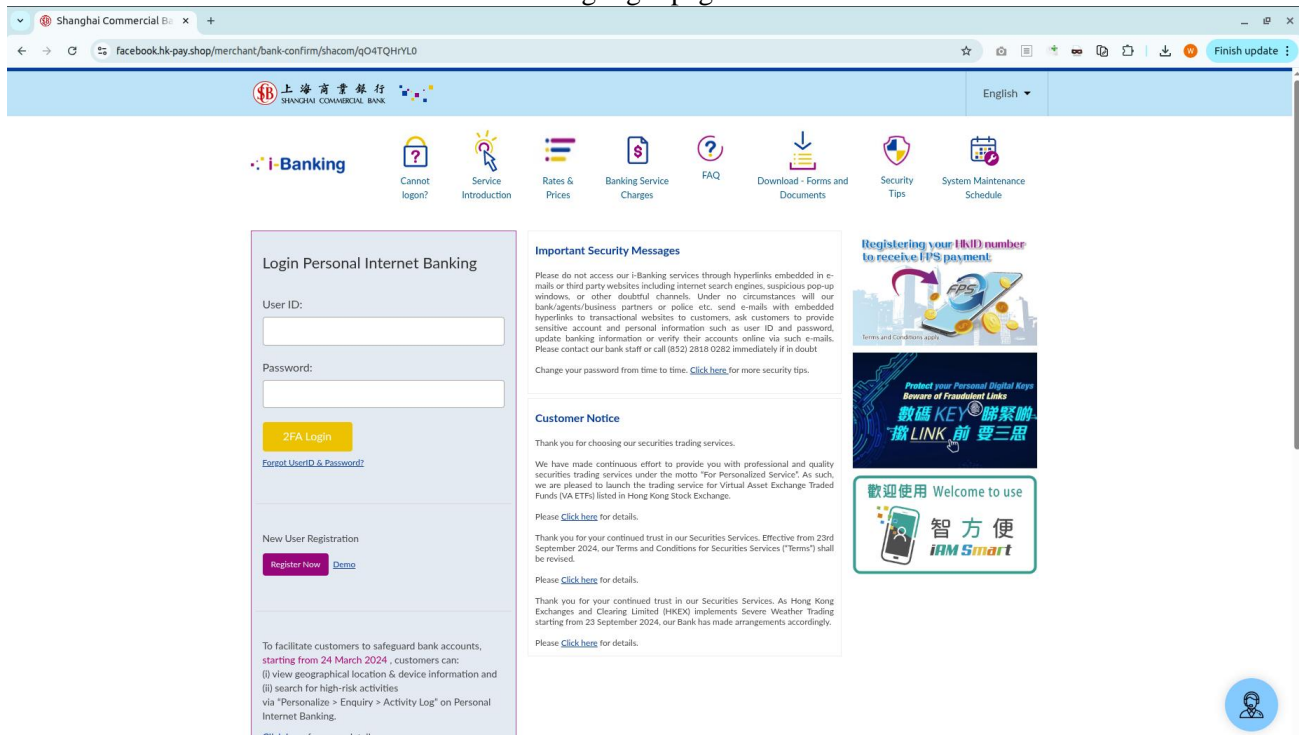 Shanghai Commercial Ba
facebook.hk-pay.shop/merchant/bank-confirm/shacom/qO4TQHrYL0
W
Finish update
上海商業銀行
SHANGHAI COMMERCIAL BANK
English
i-Banking
Cannot
logon?
Service
Introduction
Rates &
Prices
Banking Service
Charges
FAQ
Download - Forms and
Documents
Security
Tips
System Maintenance
Schedule
Login Personal Internet Banking
User ID:
Password:
2FA Login
Forgot UserID & Password?
New User Registration
Register Now Demo
To facilitate customers to safeguard bank accounts,
starting from 24 March 2024 , customers can:
(i) view geographical location & device information and
(ii) search for high-risk activities
via "Personalize > Enquiry > Activity Log" on Personal
Internet Banking.
Important Security Messages
Please do not access our i-Banking services through hyperlinks embedded in e-
mails or third party websites including internet search engines, suspicious pop-up
windows, or other doubtful channels. Under no circumstances will our
bank/agents/business partners or police etc. send e-mails with embedded
hyperlinks to transactional websites to customers, ask customers to provide
sensitive account and personal information such as user ID and password,
update banking information or verify their accounts online via such e-mails.
Please contact our bank staff or call (852) 2818 0282 immediately if in doubt
Change your password from time to time. Click here for more security tips.
Customer Notice
Thank you for choosing our securities trading services.
We have made continuous effort to provide you with professional and quality
securities trading services under the motto "For Personalized Service". As such,
we are pleased to launch the trading service for Virtual Asset Exchange Traded
Funds (VA ETFs) listed in Hong Kong Stock Exchange.
Please Click here for details.
Thank you for your continued trust in our Securities Services. Effective from 23rd
September 2024, our Terms and Conditions for Securities Services ("Terms") shall
be revised.
Please Click here for details.
Thank you for your continued trust in our Securities Services. As Hong Kong
Exchanges and Clearing Limited (HKEX) implements Severe Weather Trading
starting from 23 September 2024, our Bank has made arrangements accordingly.
Please Click here for details.
Registering your HKID number
to receive FPS payment
FPS
Terms and Conditions apply
Protect your Personal Digital Keys
Beware of Fraudulent Links
數碼 KEY 睇緊啲
撳 LINK 前 要三思
歡迎使用 Welcome to use
智方便
iAM Smart